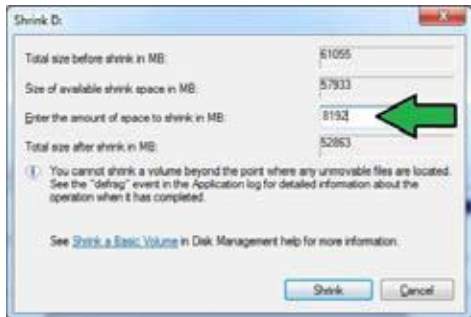 Shrink D:
Total size before shrink in MB: 61055
Size of available shrink space in MB: 57933
Enter the amount of space to shrink in MB: 8192
Total size after shrink in MB: 52863
You cannot shrink a volume beyond the point where any unmovable files are located.
See the "defrag" event in the Application log for detailed information about the
operation when it has completed.
See Shrink a Basic Volume in Disk Management help for more information.
Shrink Cancel